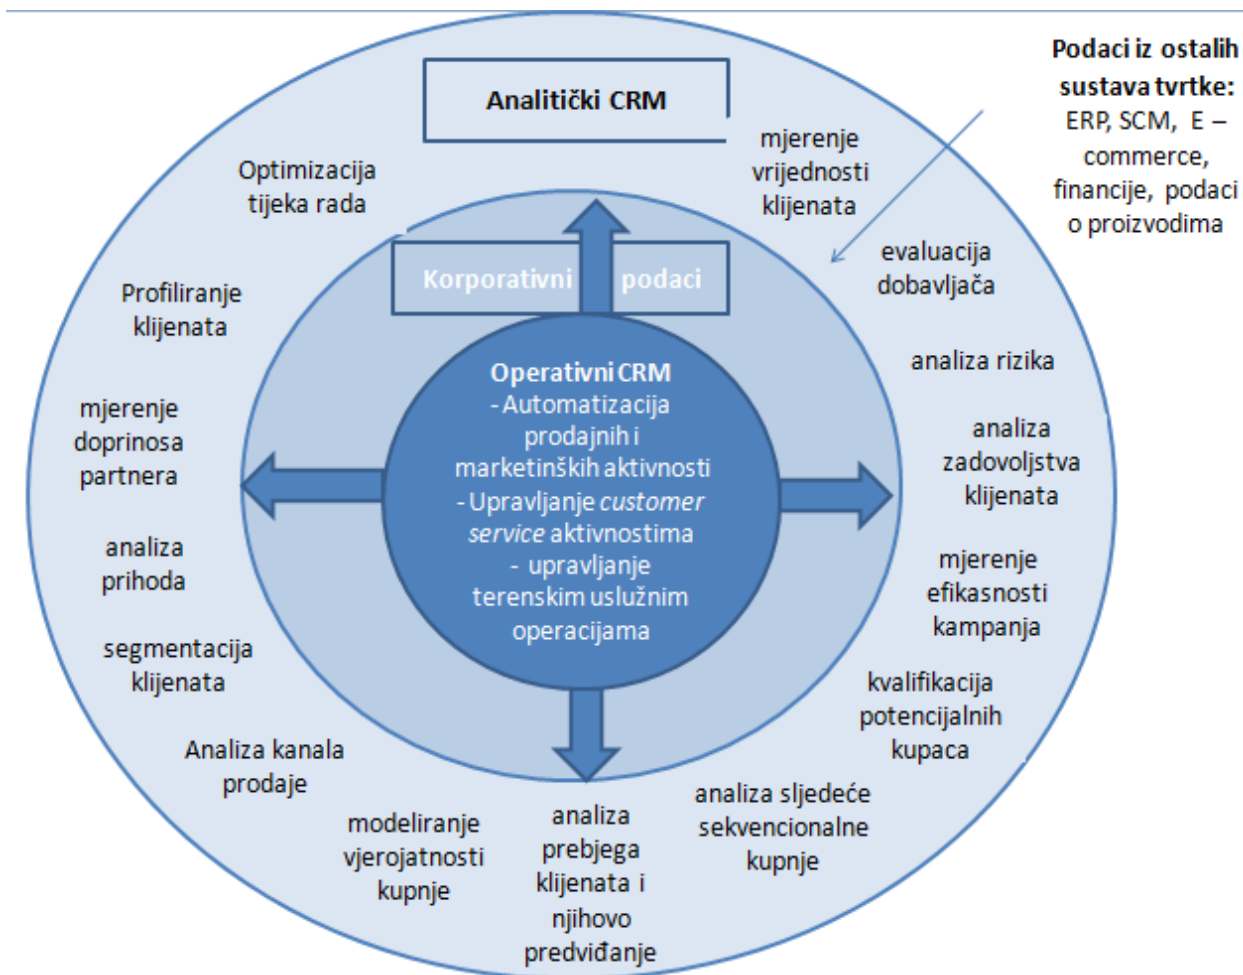 Analitički CRM
Podaci iz ostalih
sustava tvrtke:
ERP, SCM, E –
commerce,
financije, podaci
o proizvodima
Optimizacija
tijeka rada
mjerenje
vrijednosti
klijenata
Korporativni podaci
evaluacija
dobavljača
Profiliranje
klijenata
analiza rizika
Operativni CRM
- Automatizacija
prodajnih i
marketinških aktivnosti
- Upravljanje customer
service aktivnostima
- upravljanje
terenskim uslužnim
operacijama
mjerenje
doprinosa
partnera
analiza
zadovoljstva
klijenata
analiza
prihoda
mjerenje
efikasnosti
kampanja
segmentacija
klijenata
kvalifikacija
potencijalnih
kupaca
Analiza kanala
prodaje
modeliranje
vjerojatnosti
kupnje
analiza
prebjega
klijenata i
njihovo
predviđanje
analiza sljedeće
sekvencionalne
kupnje